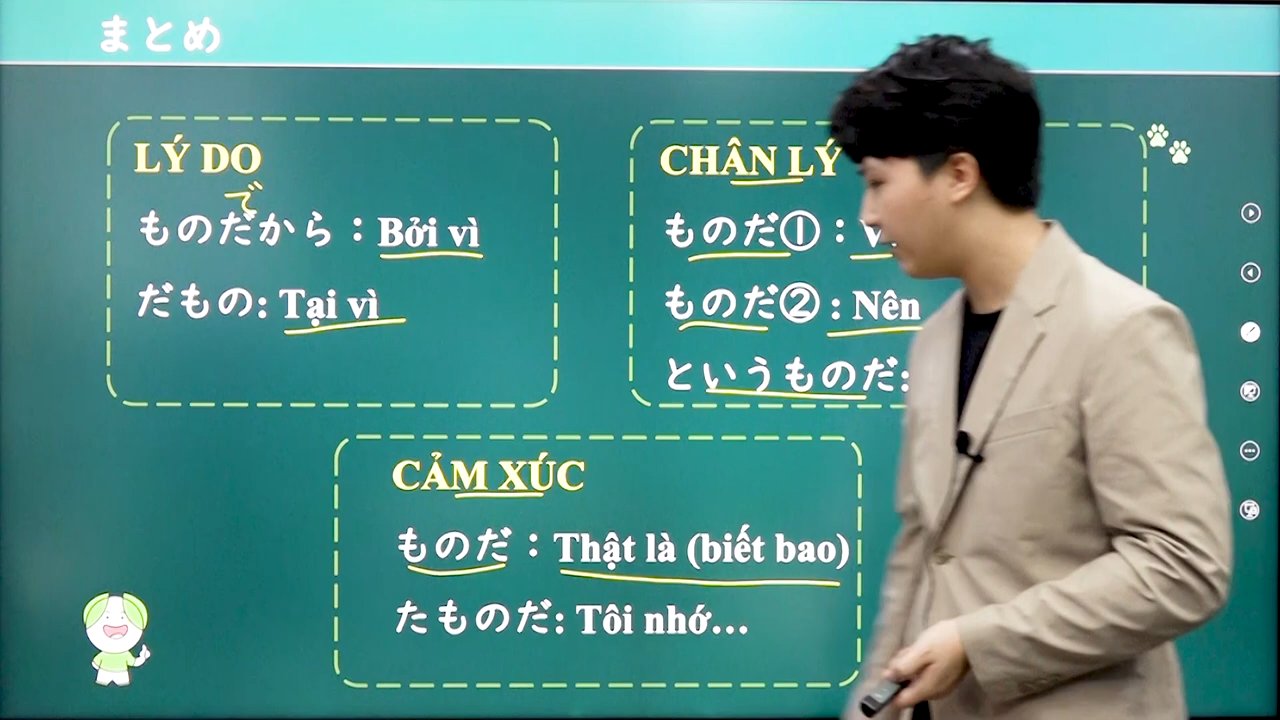 まとめ
LÝ DO
で
ものだから：Bởi vì
だもの: Tại vì
CHÂN LÝ
ものだ①：
ものだ② : Nên
というものだ:
CẢM XÚC
ものだ：Thật là (biết bao)
たものだ: Tôi nhớ...